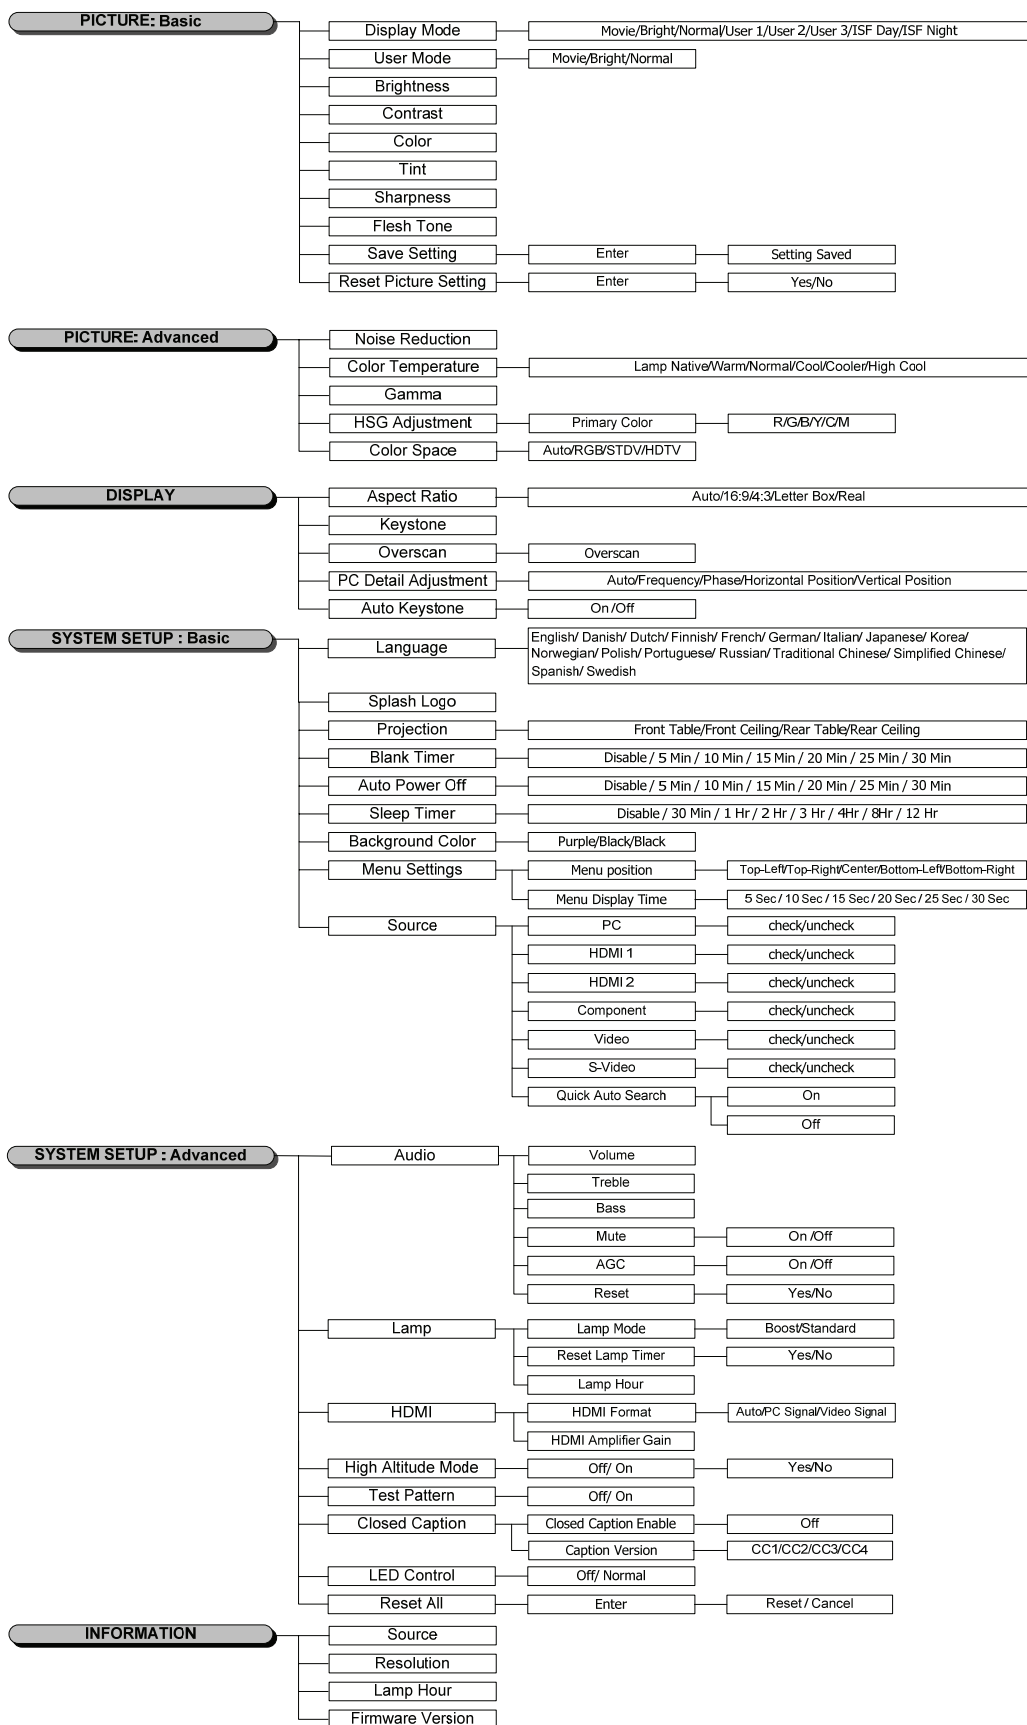 PICTURE: Basic
Display Mode
Movie/Bright/Normal/User 1/User 2/User 3/ISF Day/ISF Night
User Mode
Movie/Bright/Normal
Brightness
Contrast
Color
Tint
Sharpness
Flesh Tone
Save Setting
Enter
Setting Saved
Reset Picture Setting
Enter
Yes/No
PICTURE: Advanced
Noise Reduction
Color Temperature
Lamp Native/Warm/Normal/Cool/Cooler/High Cool
Gamma
HSG Adjustment
Primary Color
R/G/B/Y/C/M
Color Space
Auto/RGB/STDV/HDTV
DISPLAY
Aspect Ratio
Auto/16:9/4:3/Letter Box/Real
Keystone
Overscan
Overscan
PC Detail Adjustment
Auto/Frequency/Phase/Horizontal Position/Vertical Position
Auto Keystone
On /Off
SYSTEM SETUP : Basic
Language
English/ Danish/ Dutch/ Finnish/ French/ German/ Italian/ Japanese/ Korea/
Norwegian/ Polish/ Portuguese/ Russian/ Traditional Chinese/ Simplified Chinese/
Spanish/ Swedish
Splash Logo
Projection
Front Table/Front Ceiling/Rear Table/Rear Ceiling
Blank Timer
Disable / 5 Min / 10 Min / 15 Min / 20 Min / 25 Min / 30 Min
Auto Power Off
Disable / 5 Min / 10 Min / 15 Min / 20 Min / 25 Min / 30 Min
Sleep Timer
Disable / 30 Min / 1 Hr / 2 Hr / 3 Hr / 4Hr / 8Hr / 12 Hr
Background Color
Purple/Black/Black
Menu Settings
Menu position
Top-Left/Top-Right/Center/Bottom-Left/Bottom-Right
Menu Display Time
5 Sec / 10 Sec / 15 Sec / 20 Sec / 25 Sec / 30 Sec
Source
PC
check/uncheck
HDMI 1
check/uncheck
HDMI 2
check/uncheck
Component
check/uncheck
Video
check/uncheck
S-Video
check/uncheck
Quick Auto Search
On
Off
SYSTEM SETUP : Advanced
Audio
Volume
Treble
Bass
Mute
On /Off
AGC
On /Off
Reset
Yes/No
Lamp
Lamp Mode
Boost/Standard
Reset Lamp Timer
Yes/No
Lamp Hour
HDMI
HDMI Format
Auto/PC Signal/Video Signal
HDMI Amplifier Gain
High Altitude Mode
Off/ On
Yes/No
Test Pattern
Off/ On
Closed Caption
Closed Caption Enable
Off
Caption Version
CC1/CC2/CC3/CC4
LED Control
Off/ Normal
Reset All
Enter
Reset / Cancel
INFORMATION
Source
Resolution
Lamp Hour
Firmware Version